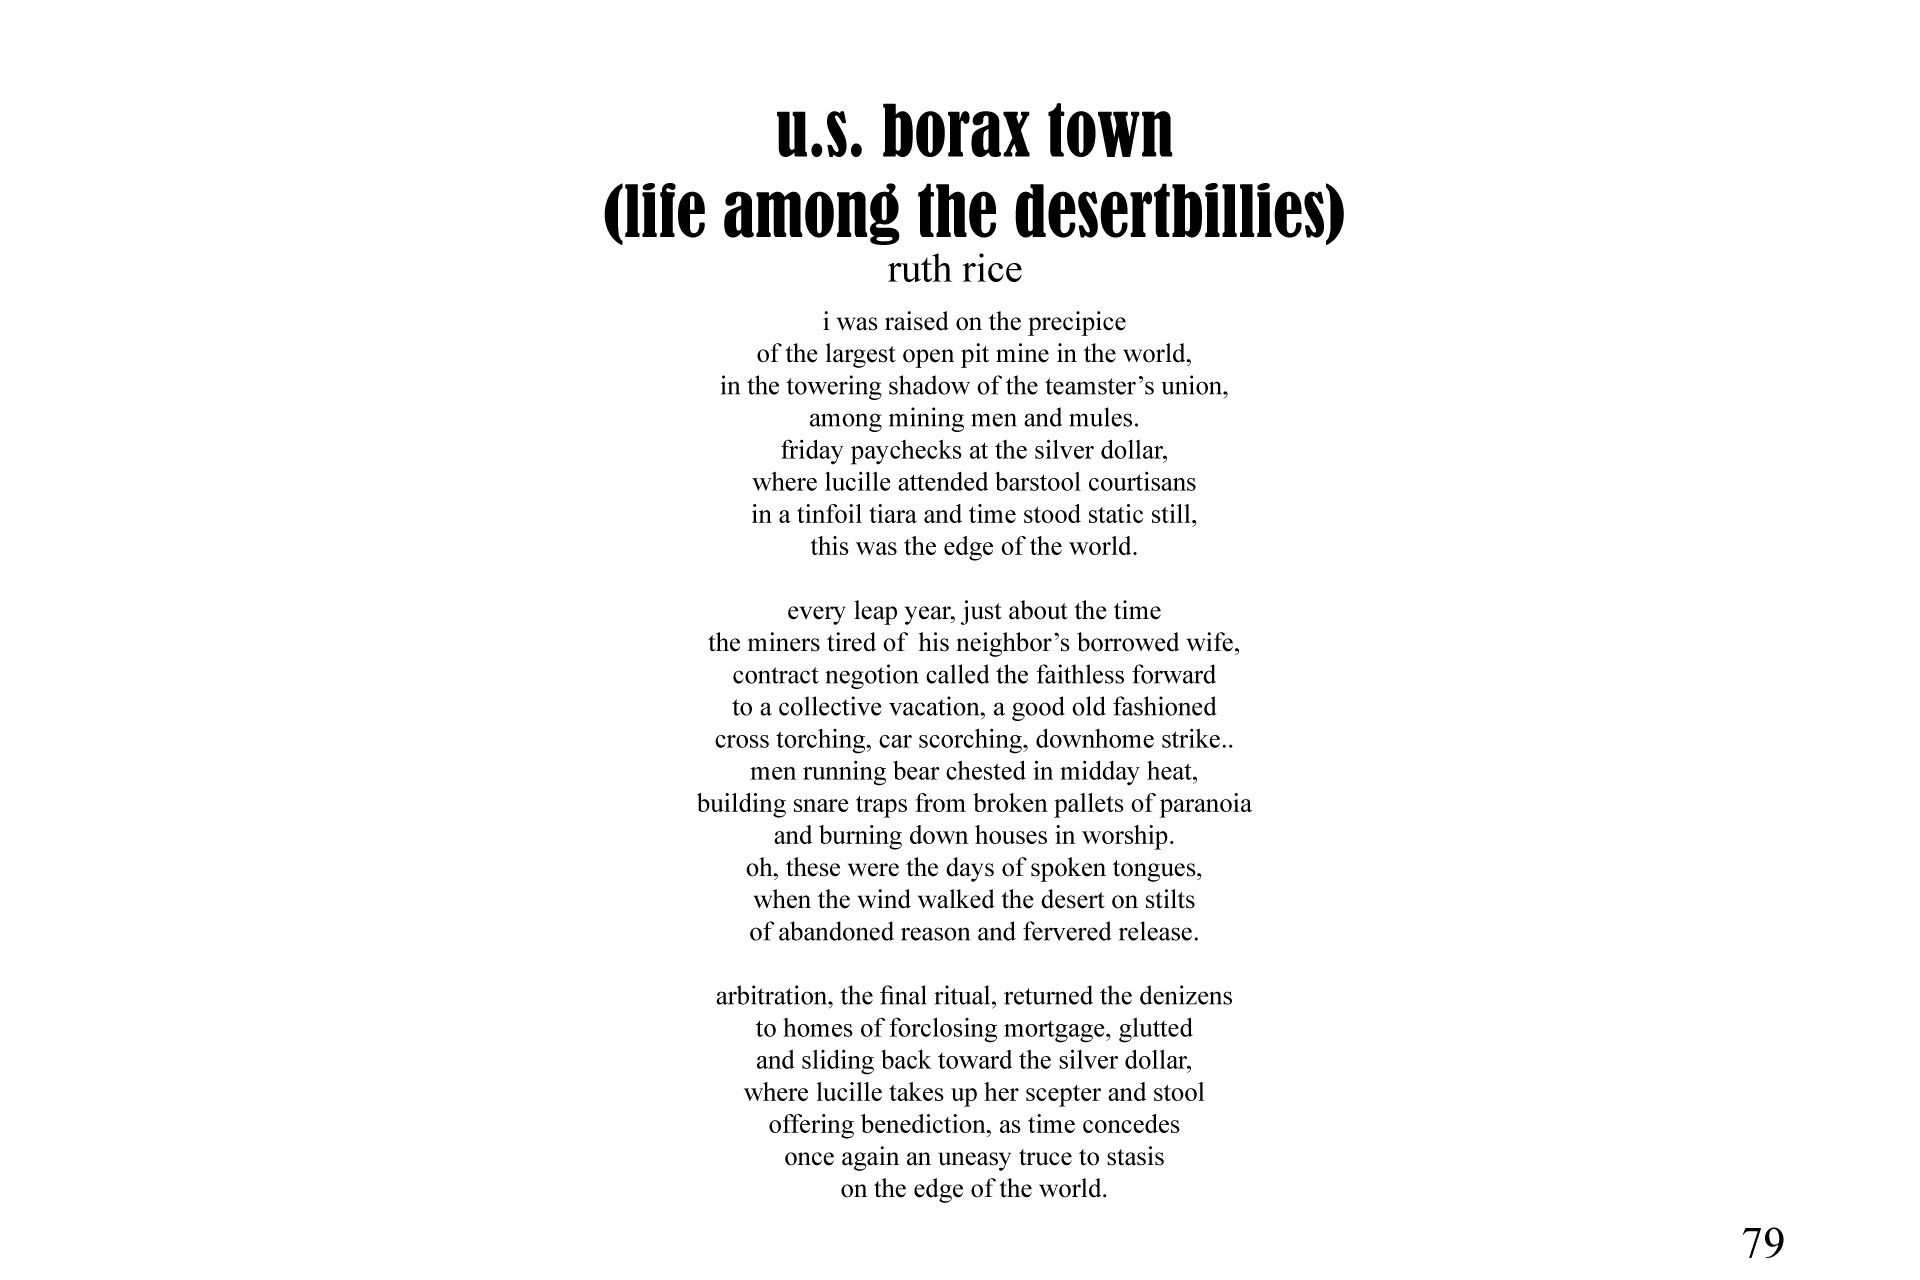 u.s. borax town
(life among the desertbillies)
ruth rice
i was raised on the precipice
of the largest open pit mine in the world,
in the towering shadow of the teamster’s union,
among mining men and mules.
friday paychecks at the silver dollar,
where lucille attended barstool courtisans
in a tinfoil tiara and time stood static still,
this was the edge of the world.
every leap year, just about the time
the miners tired of  his neighbor’s borrowed wife,
contract negotion called the faithless forward
to a collective vacation, a good old fashioned
cross torching, car scorching, downhome strike..
men running bear chested in midday heat,
building snare traps from broken pallets of paranoia
and burning down houses in worship.
oh, these were the days of spoken tongues,
when the wind walked the desert on stilts
of abandoned reason and fervered release.
arbitration, the final ritual, returned the denizens
to homes of forclosing mortgage, glutted
and sliding back toward the silver dollar,
where lucille takes up her scepter and stool
offering benediction, as time concedes
once again an uneasy truce to stasis
on the edge of the world.
79